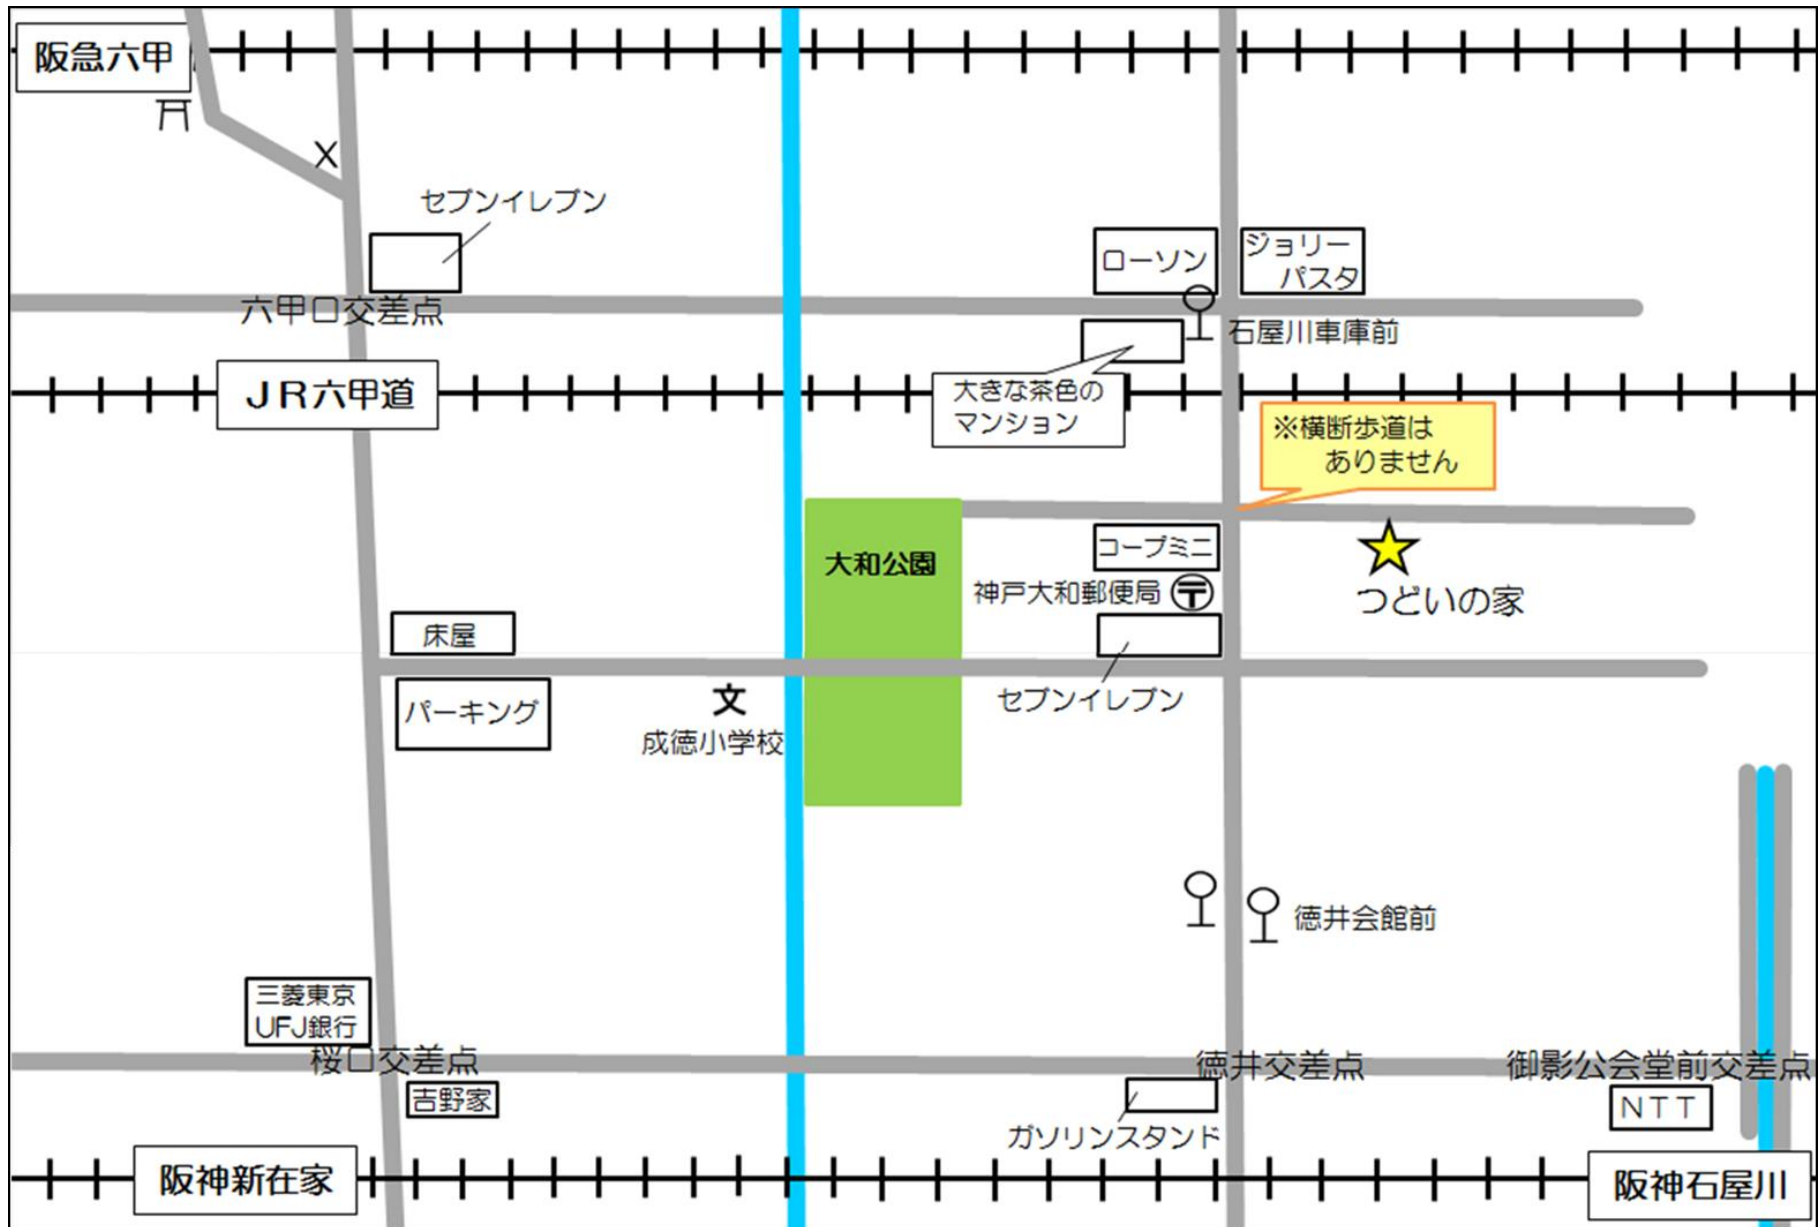 阪急六甲
X
セブンイレブン
ローソン
ジョリー
パスタ
六甲口交差点
石屋川車庫前
JR六甲道
大きな茶色の
マンション
※横断歩道は
ありません
大和公園
コープミニ
神戸大和郵便局 〒
つどいの家
床屋
パーキング
セブンイレブン
文
成徳小学校
徳井会館前
三菱東京
UFJ銀行
桜口交差点
徳井交差点
御影公会堂前交差点
吉野家
NTT
ガソリンスタンド
阪神新在家
阪神石屋川